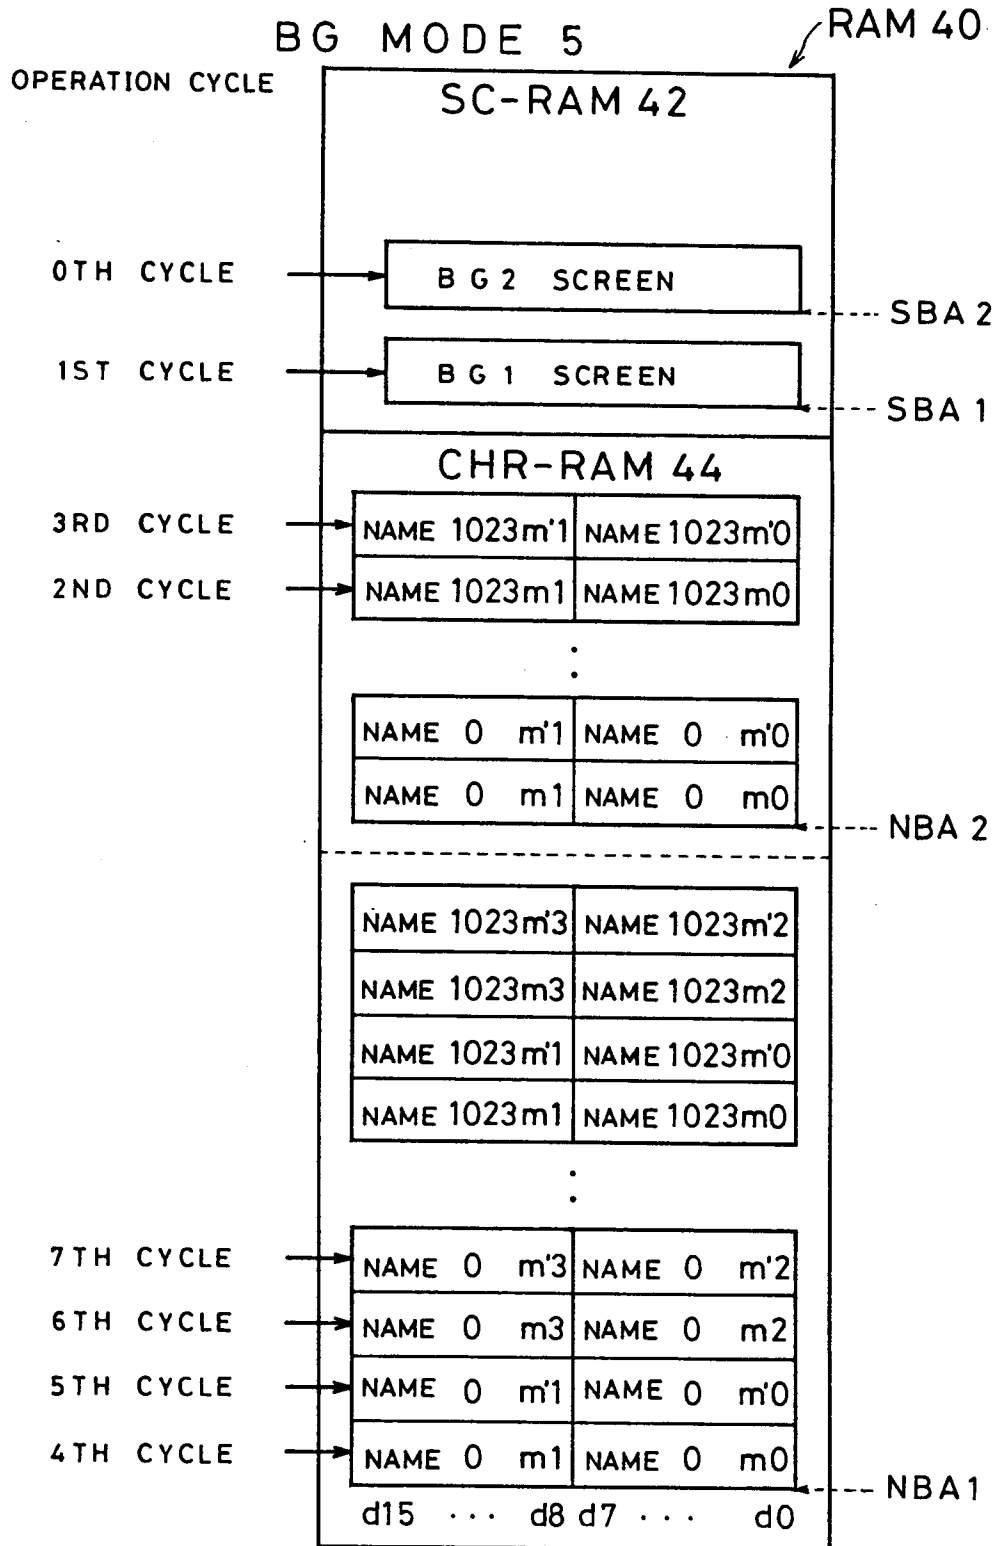 BG MODE 5
RAM 40
OPERATION CYCLE
SC-RAM 42
0TH CYCLE
BG2 SCREEN
SBA 2
1ST CYCLE
BG1 SCREEN
SBA 1
CHR-RAM 44
3RD CYCLE NAME 1023m'1 NAME 1023m'0
2ND CYCLE NAME 1023m1 NAME 1023m0
NAME 0 m'1 NAME 0 m'0
NAME 0 m1 NAME 0 m0
NBA 2
NAME 1023m'3 NAME 1023m'2
NAME 1023m3 NAME 1023m2
NAME 1023m'1 NAME 1023m'0
NAME 1023m1 NAME 1023m0
7TH CYCLE NAME 0 m'3 NAME 0 m'2
6TH CYCLE NAME 0 m3 NAME 0 m2
5TH CYCLE NAME 0 m'1 NAME 0 m'0
4TH CYCLE NAME 0 m1 NAME 0 m0
NBA1
d15 ... d8 d7 ... d0